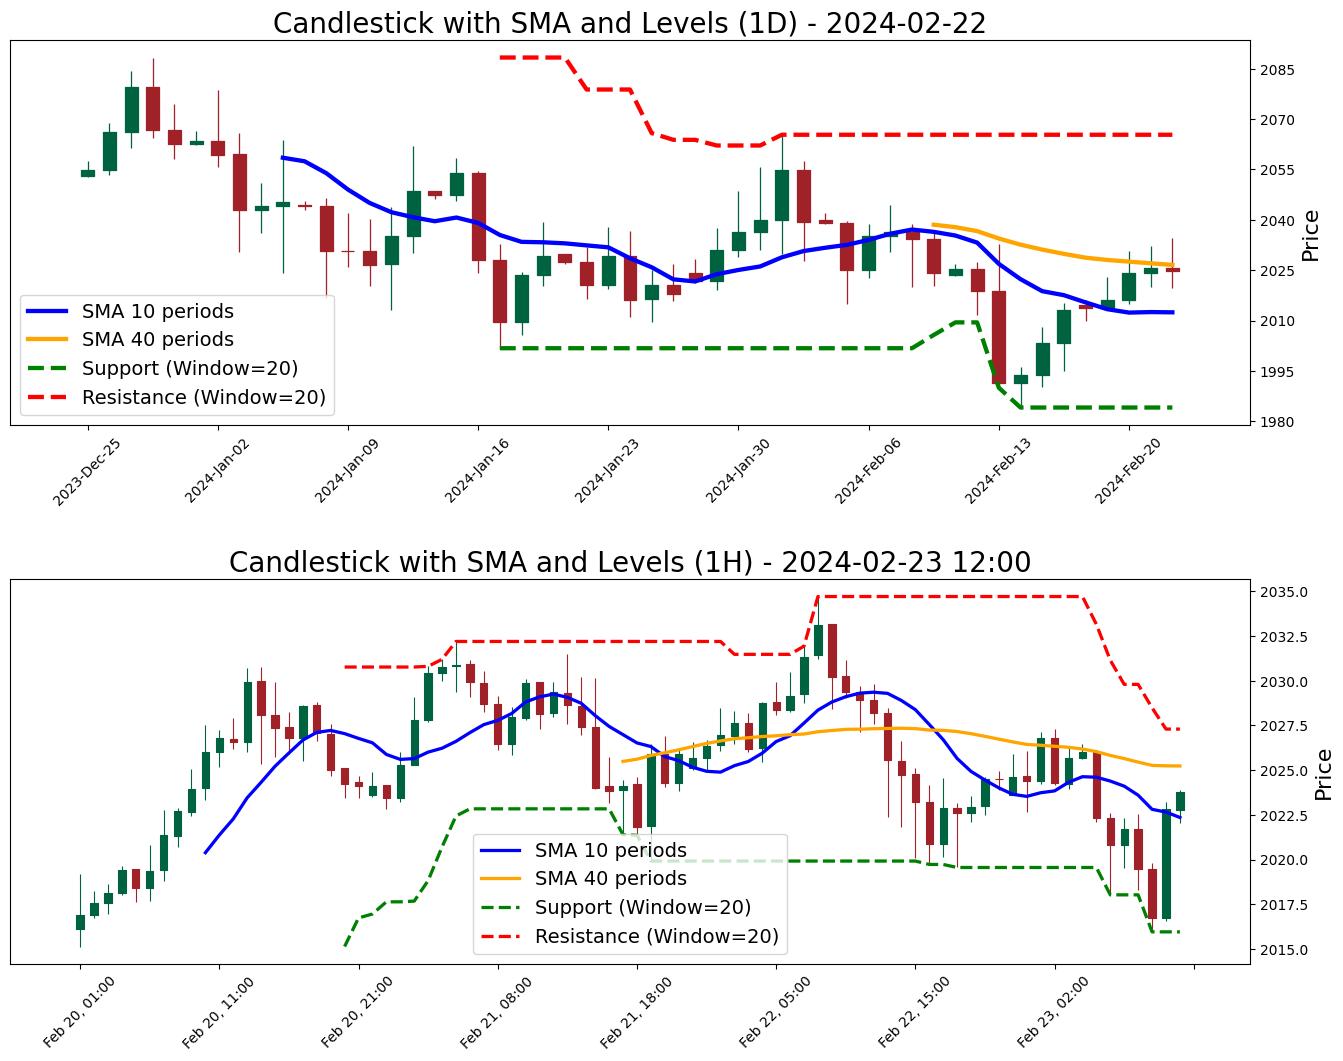 Candlestick with SMA and Levels (1D) - 2024-02-22
2085
2070
2055
2040
2025
2010
1995
1980
Price
SMA 10 periods
SMA 40 periods
Support (Window=20)
Resistance (Window=20)
2023-Dec-25
2024-Jan-02
2024-Jan-09
2024-Jan-16
2024-Jan-23
2024-Jan-30
2024-Feb-06
2024-Feb-13
2024-Feb-20
Candlestick with SMA and Levels (1H) - 2024-02-23 12:00
2035.0
2032.5
2030.0
2027.5
2025.0
2022.5
2020.0
2017.5
2015.0
Price
SMA 10 periods
SMA 40 periods
Support (Window=20)
Resistance (Window=20)
Feb 20, 01:00
Feb 20, 11:00
Feb 20, 21:00
Feb 21, 08:00
Feb 21, 18:00
Feb 22, 05:00
Feb 22, 15:00
Feb 23, 02:00